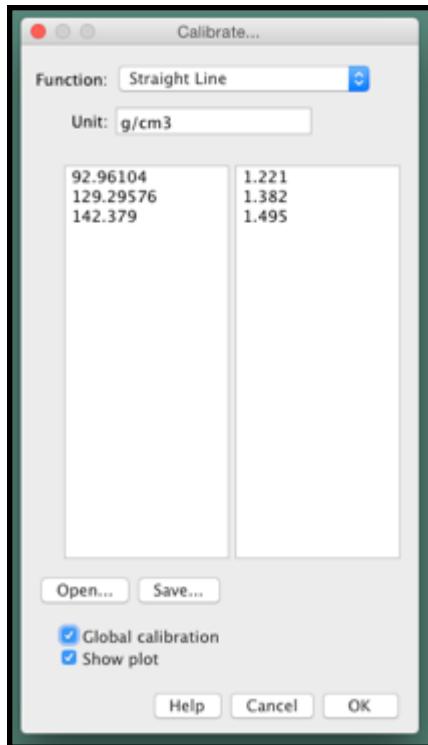 Calibrate...
Function: Straight Line
Unit: g/cm3
92.96104 1.221
129.29576 1.382
142.379 1.495
Open... Save...
Global calibration
Show plot
Help Cancel OK